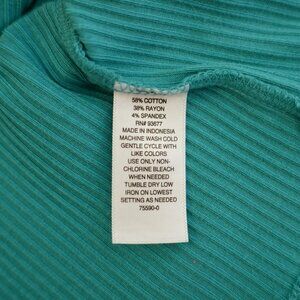 58% COTTON
38% RAYON
4% SPANDEX
RN# 93677
MADE IN INDONESIA
MACHINE WASH COLD
GENTLE CYCLE WITH
LIKE COLORS
USE ONLY NON-
CHLORINE BLEACH
WHEN NEEDED
TUMBLE DRY LOW
IRON ON LOWEST
SETTING AS NEEDED
75590-0